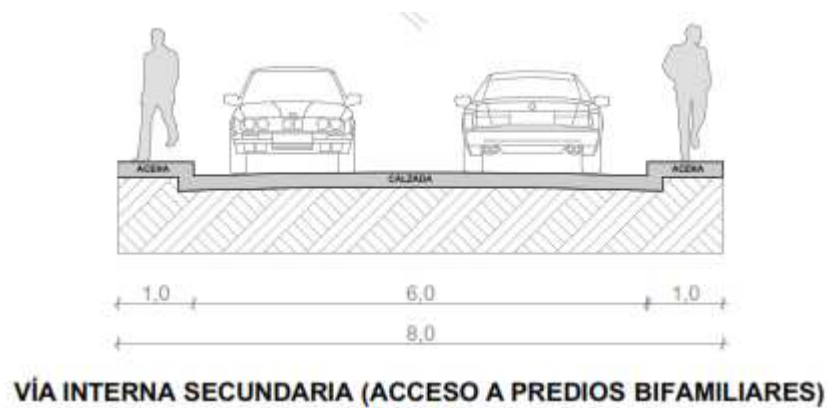 ACERA ACERA
CALZADA
1,0 6,0 1,0
8,0
VÍA INTERNA SECUNDARIA (ACCESO A PREDIOS BIFAMILIARES)